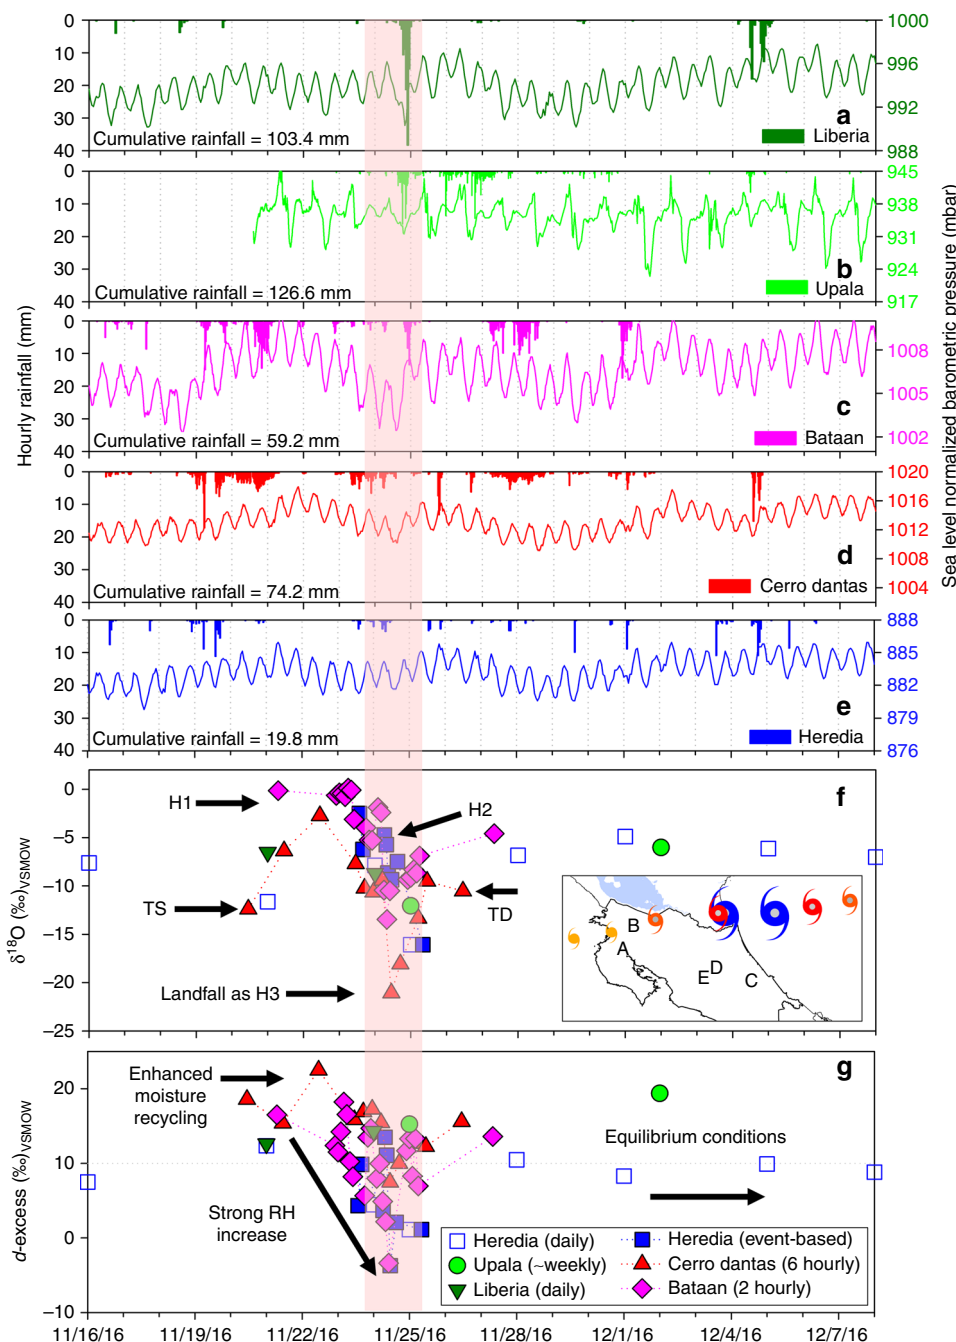 0
10
20
30
40
1000
996
992
988
a
Liberia
Cumulative rainfall = 103.4 mm
0
10
20
30
40
945
938
931
924
917
b
Upala
Cumulative rainfall = 126.6 mm
0
10
20
30
40
1008
1005
1002
c
Bataan
Cumulative rainfall = 59.2 mm
0
10
20
30
40
1020
1016
1012
1008
1004
d
Cerro dantas
Cumulative rainfall = 74.2 mm
0
10
20
30
40
888
885
882
879
876
e
Heredia
Cumulative rainfall = 19.8 mm
Hourly rainfall (mm)
Sea level normalized barometric pressure (mbar)
0
−5
−10
−15
−20
−25
δ18O (‰)VSMOW
f
H1
H2
TS
TD
Landfall as H3
B
A
E
D
C
20
10
0
−10
d-excess (‰)VSMOW
g
Enhanced
moisture
recycling
Equilibrium conditions
Strong RH
increase
Heredia (daily)
Upala (~weekly)
Liberia (daily)
Heredia (event-based)
Cerro dantas (6 hourly)
Bataan (2 hourly)
11/16/16
11/19/16
11/22/16
11/25/16
11/28/16
12/1/16
12/4/16
12/7/16